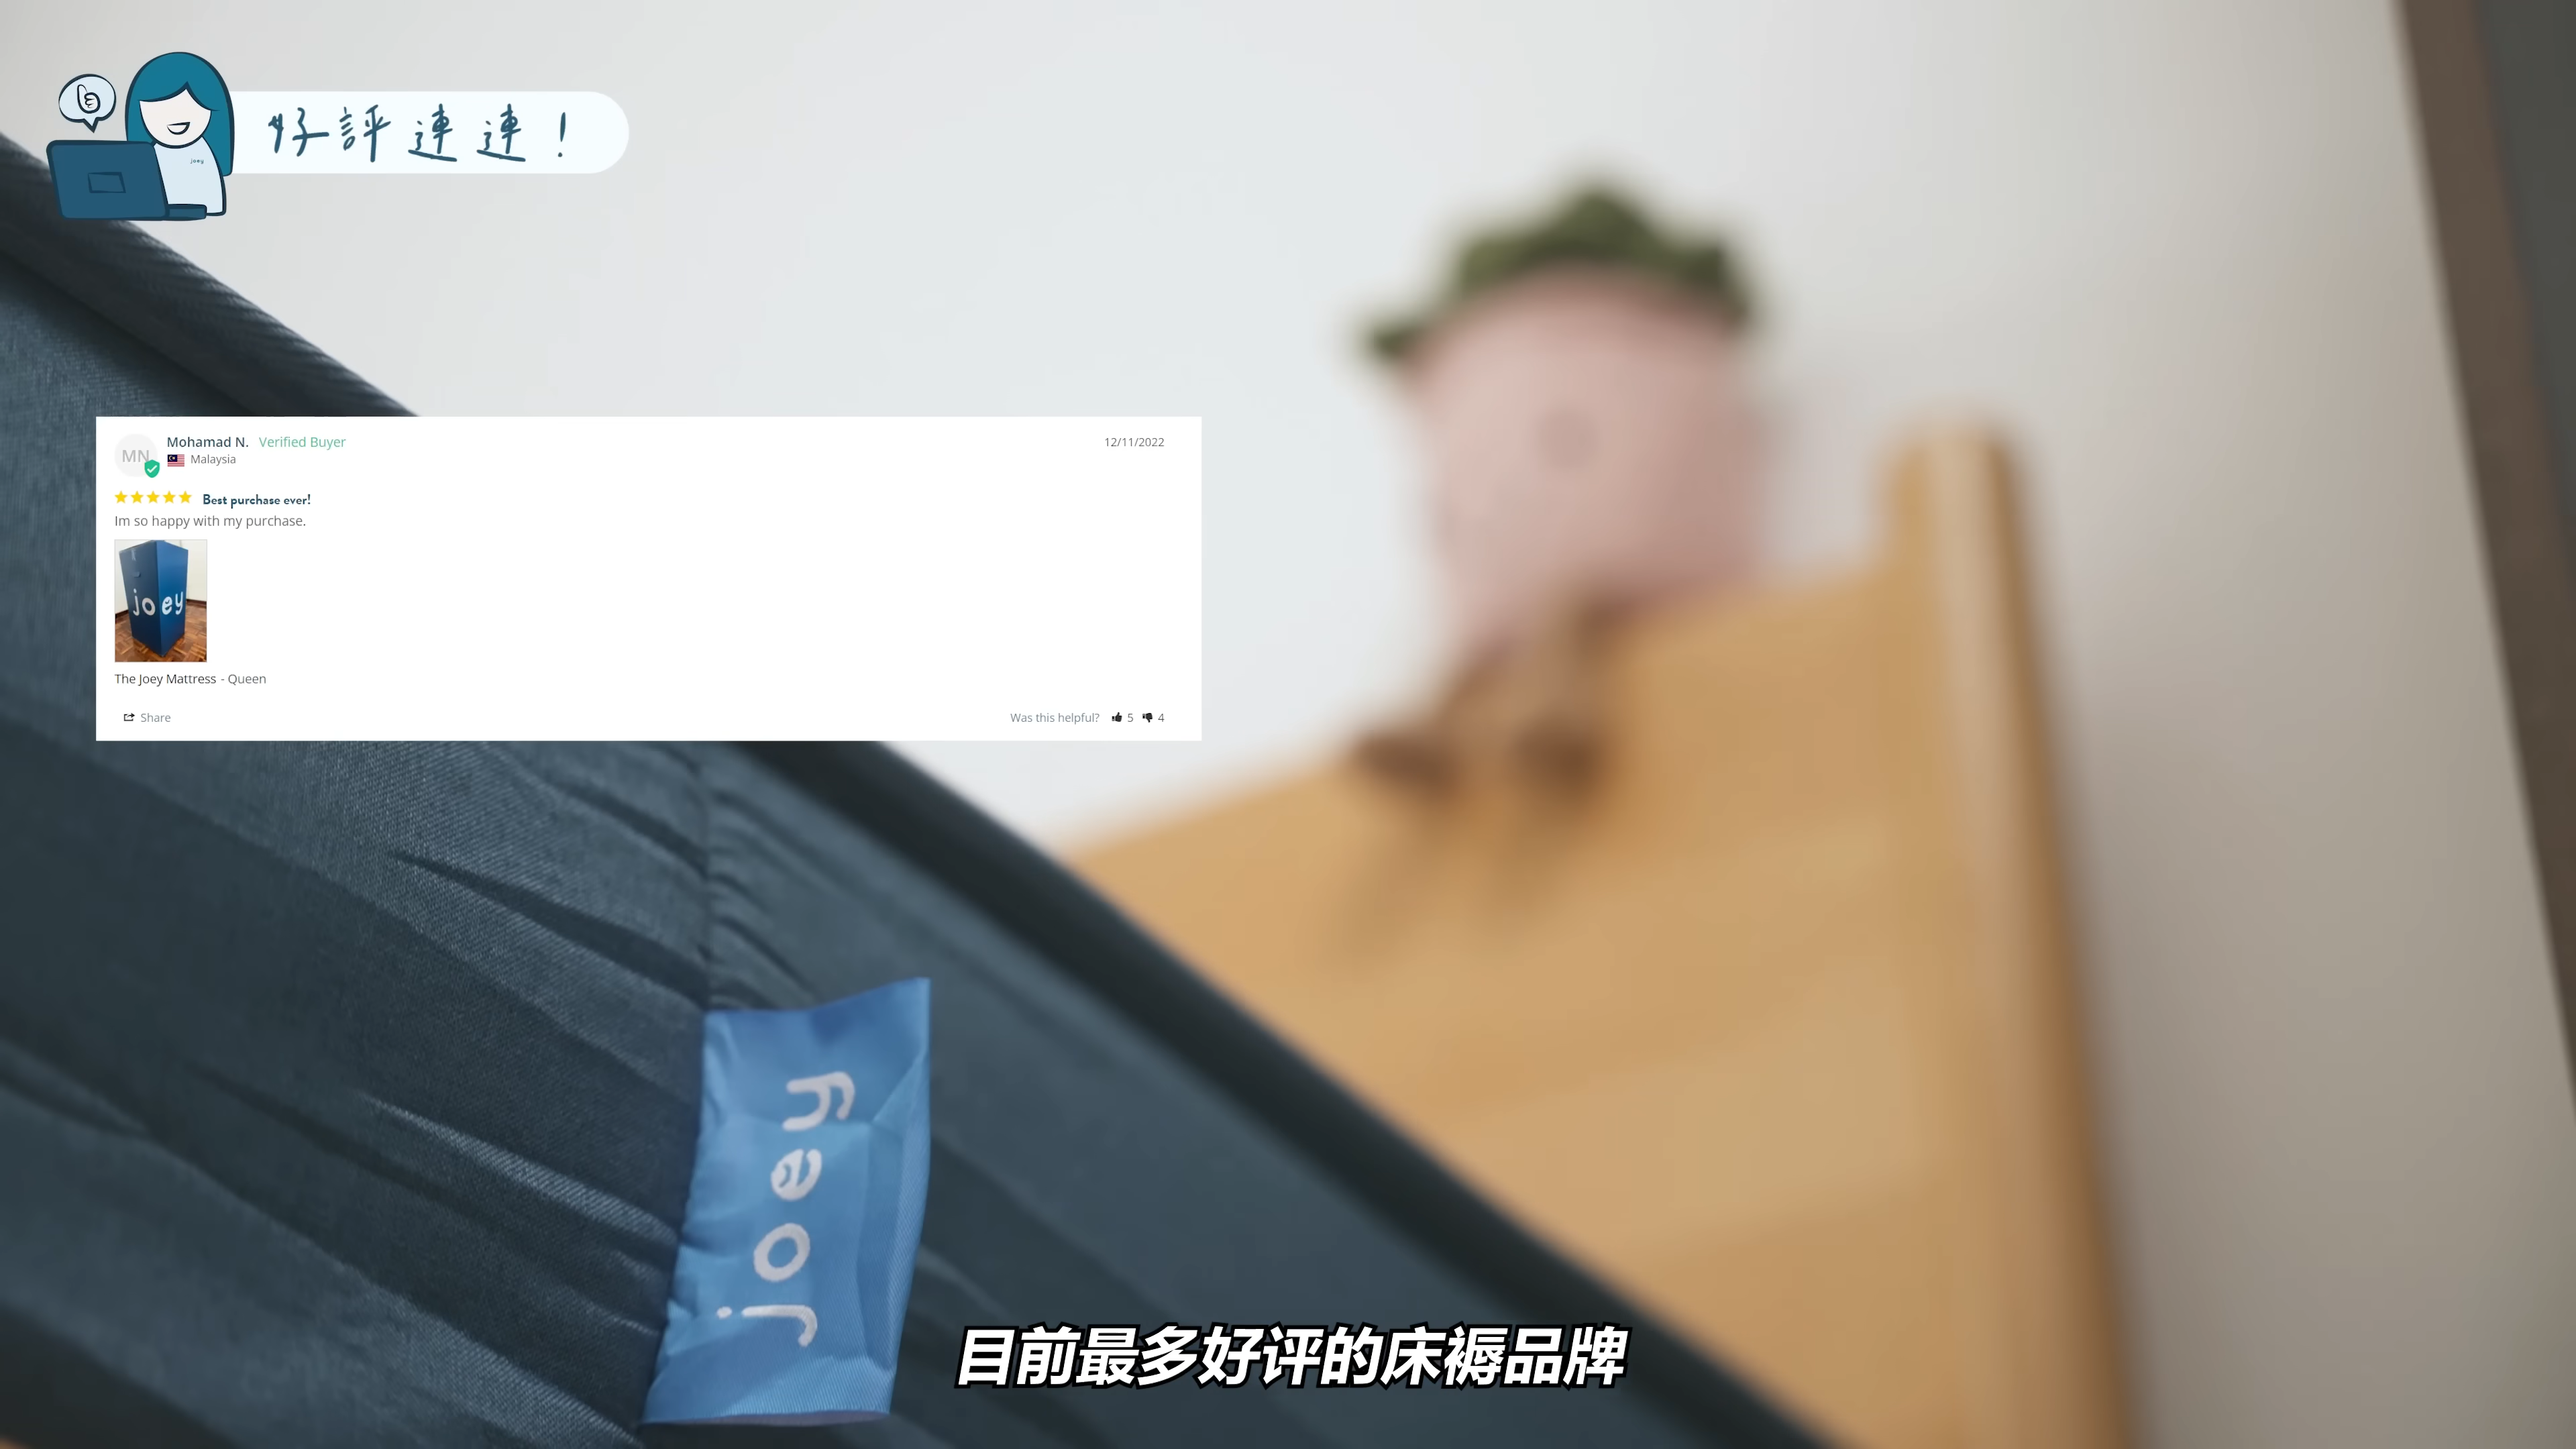 好評連連！
joey
MN
Mohamad N. Verified Buyer
12/11/2022
Malaysia
Best purchase ever!
Im so happy with my purchase.
joey
The Joey Mattress - Queen
Share
Was this helpful? 5 4
joey
目前最多好评的床褥品牌